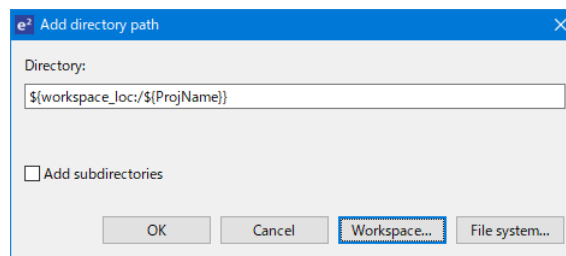 e² Add directory path
Directory:
${workspace_loc:/${ProjName}}
Add subdirectories
OK Cancel Workspace... File system...